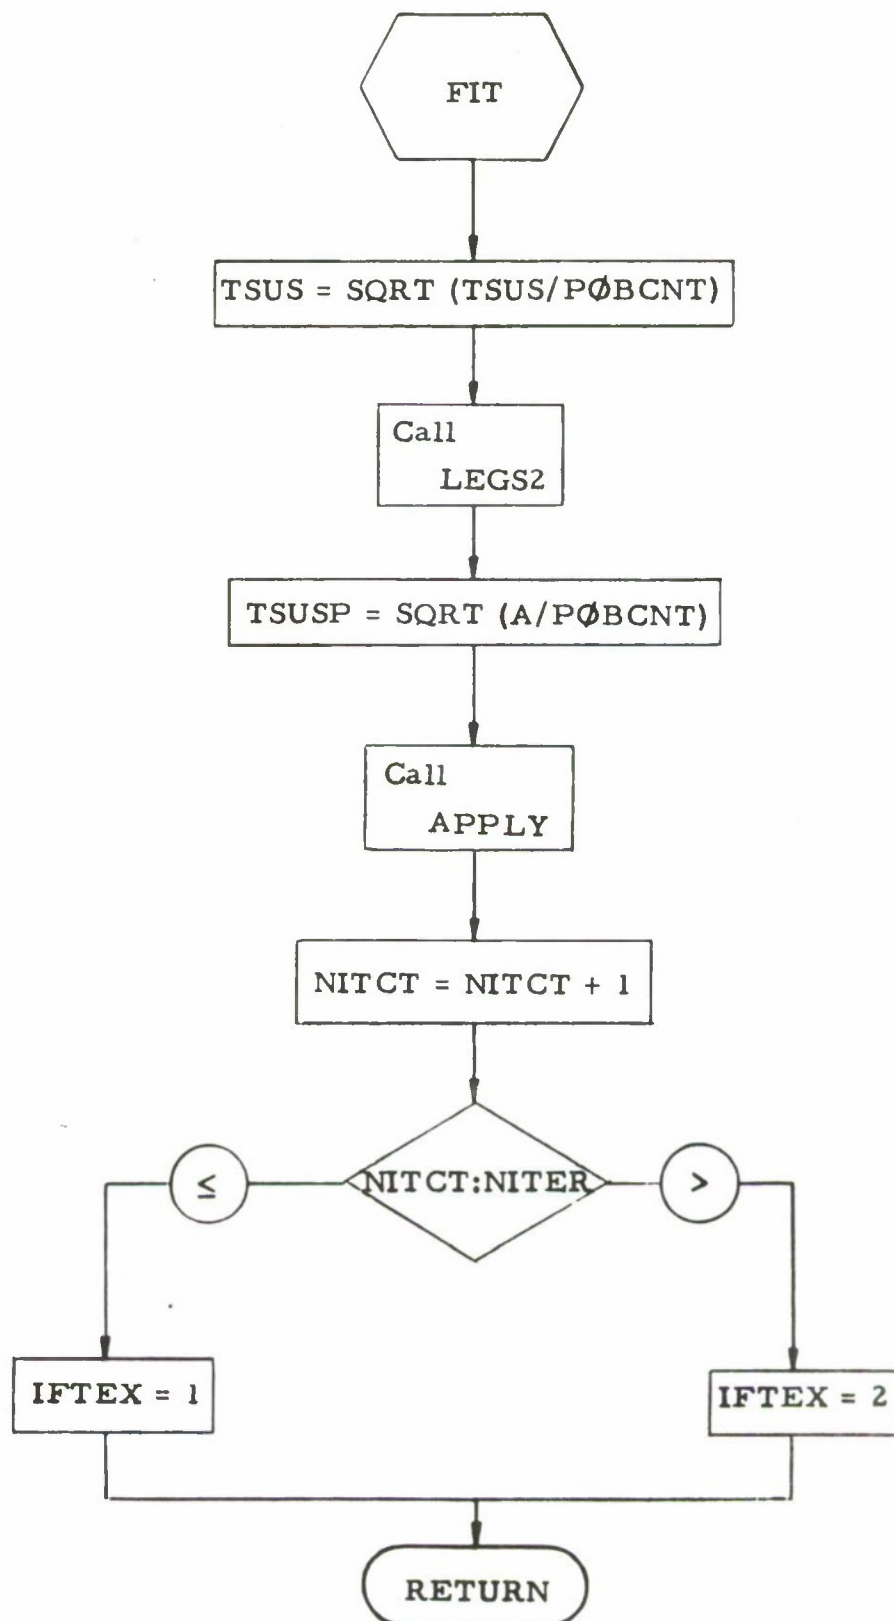 FIT
TSUS = SQRT (TSUS/PØBCNT)
Call
LEGS2
TSUSP = SQRT (A/PØBCNT)
Call
APPLY
NITCT = NITCT + 1
≤
NITCT:NITER
>
IFTEX = 1
IFTEX = 2
RETURN